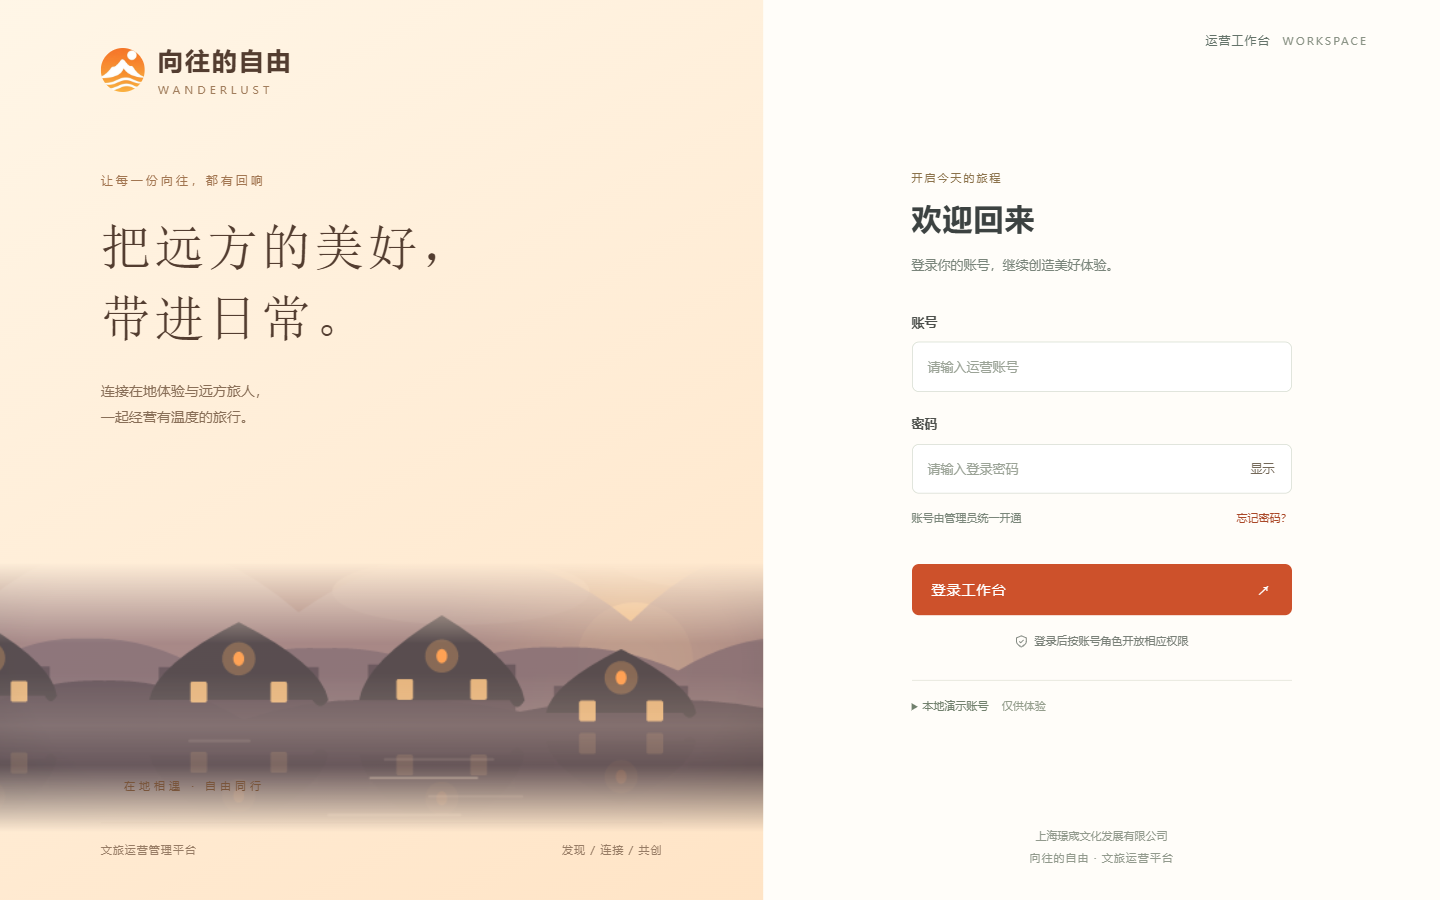 向往的自由
WANDERLUST
让每一份向往，都有回响
把远方的美好，
带进日常。
连接在地体验与远方旅人，
一起经营有温度的旅行。
在地相逢 · 自由同行
文旅运营管理平台
发现 / 连接 / 共创
运营工作台 WORKSPACE
开启今天的旅程
欢迎回来
登录你的账号，继续创造美好体验。
账号
请输入运营账号
密码
请输入登录密码
显示
账号由管理员统一开通
忘记密码?
登录工作台
登录后按账号角色开放相应权限
本地演示账号 仅供体验
上海璟宬文化发展有限公司
向往的自由 · 文旅运营平台